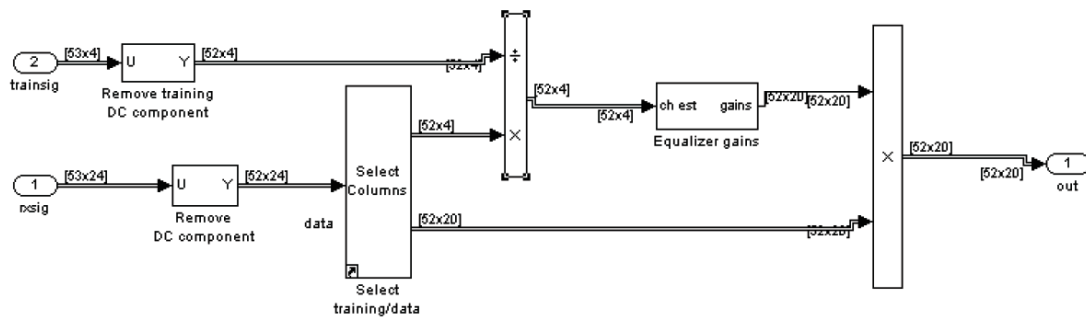 [53x4]
[52x4]
2
U Y
[52x4]
÷
trainsig
Remove training
DC component
[52x4]
[52x4]
ch est gains
[52x20]
[52x20]
[52x4]
×
Equalizer gains
[52x4]
[53x24]
[52x24]
Select
Columns
×
[52x20]
1
U Y
1
[52x20]
rxsig
out
Remove
DC component
data
[52x20]
[52x20]
Select
training/data